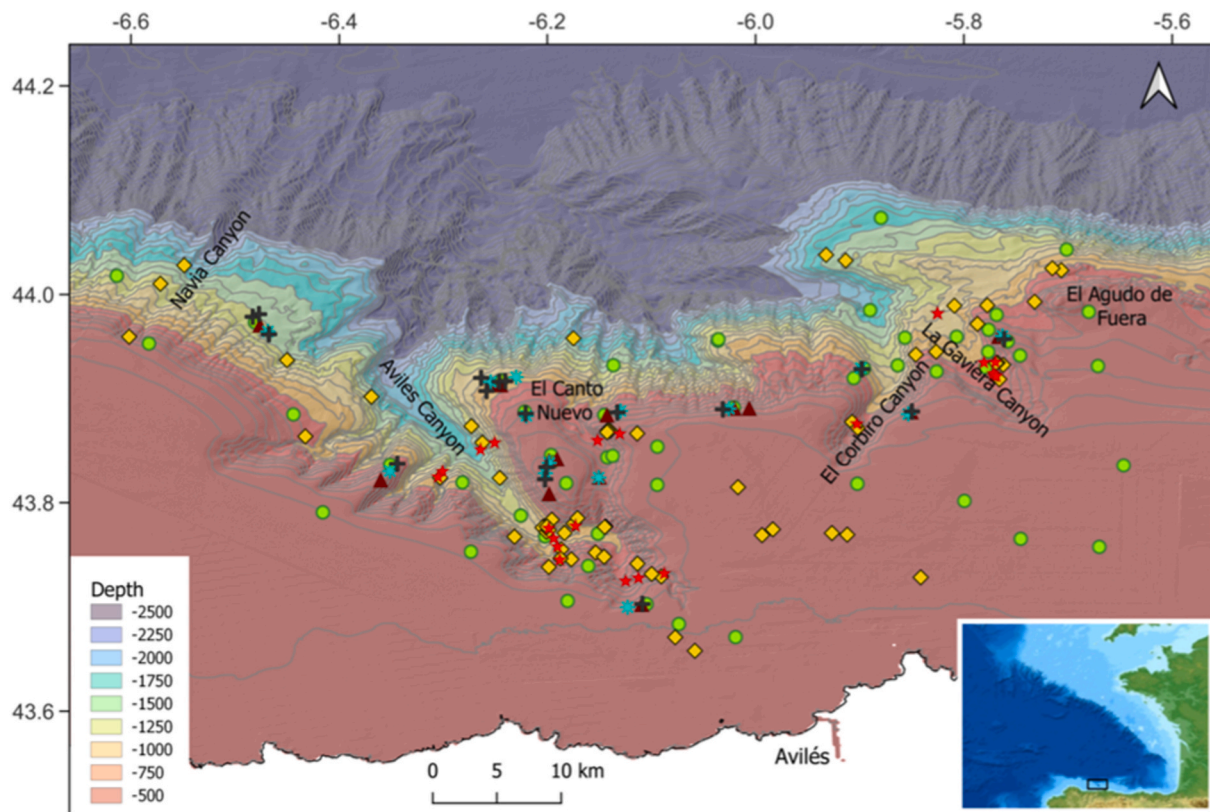 -6.6 -6.4 -6.2 -6.0 -5.8 -5.6
44.2
44.0
43.8
43.6
Navia Canyon
Aviles Canyon
El Canto
Nuevo
El Corbiro Canyon
La Gaviera Canyon
El Agudo de
Fuera
Depth
-2500
-2250
-2000
-1750
-1500
-1250
-1000
-750
-500
0 5 10 km
Avilés